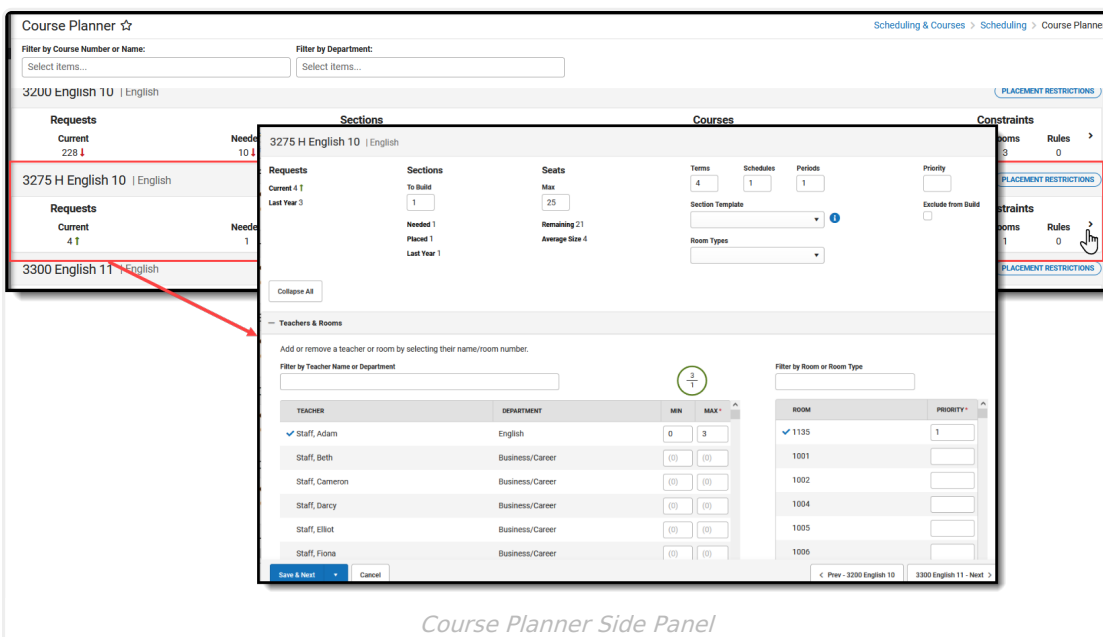 Course Planner
Scheduling & Courses > Scheduling > Course Planner
Filter by Course Number or Name:
Filter by Department:
Select items...
Select items...
3200 English 10 | English
PLACEMENT RESTRICTIONS
Requests
Sections
Courses
Constraints
Current
Neede
ooms
Rules
228
10
3
0
3275 H English 10 | English
PLACEMENT RESTRICTIONS
Requests
straints
Current
Neede
ooms
Rules
4
1
1
0
3300 English 11 | English
PLACEMENT RESTRICTIONS
3275 H English 10 | English
Requests
Sections
Seats
Terms
Schedules
Periods
Priority
Current 4
To Build
Max
4
1
1
Last Year 3
1
25
Section Template
Exclude from Build
Needed 1
Remaining 21
Placed 1
Average Size 4
Room Types
Last Year 1
Collapse All
Teachers & Rooms
Add or remove a teacher or room by selecting their name/room number.
Filter by Teacher Name or Department
3
1
Filter by Room or Room Type
TEACHER DEPARTMENT MIN MAX*
ROOM PRIORITY*
Staff, Adam English 0 3
1135 1
Staff, Beth Business/Career (0) (0)
1001
Staff, Cameron Business/Career (0) (0)
1002
Staff, Darcy Business/Career (0) (0)
1004
Staff, Elliot Business/Career (0) (0)
1005
Staff, Fiona Business/Career (0) (0)
1006
Save & Next
Cancel
< Prev - 3200 English 10
3300 English 11 - Next >
Course Planner Side Panel